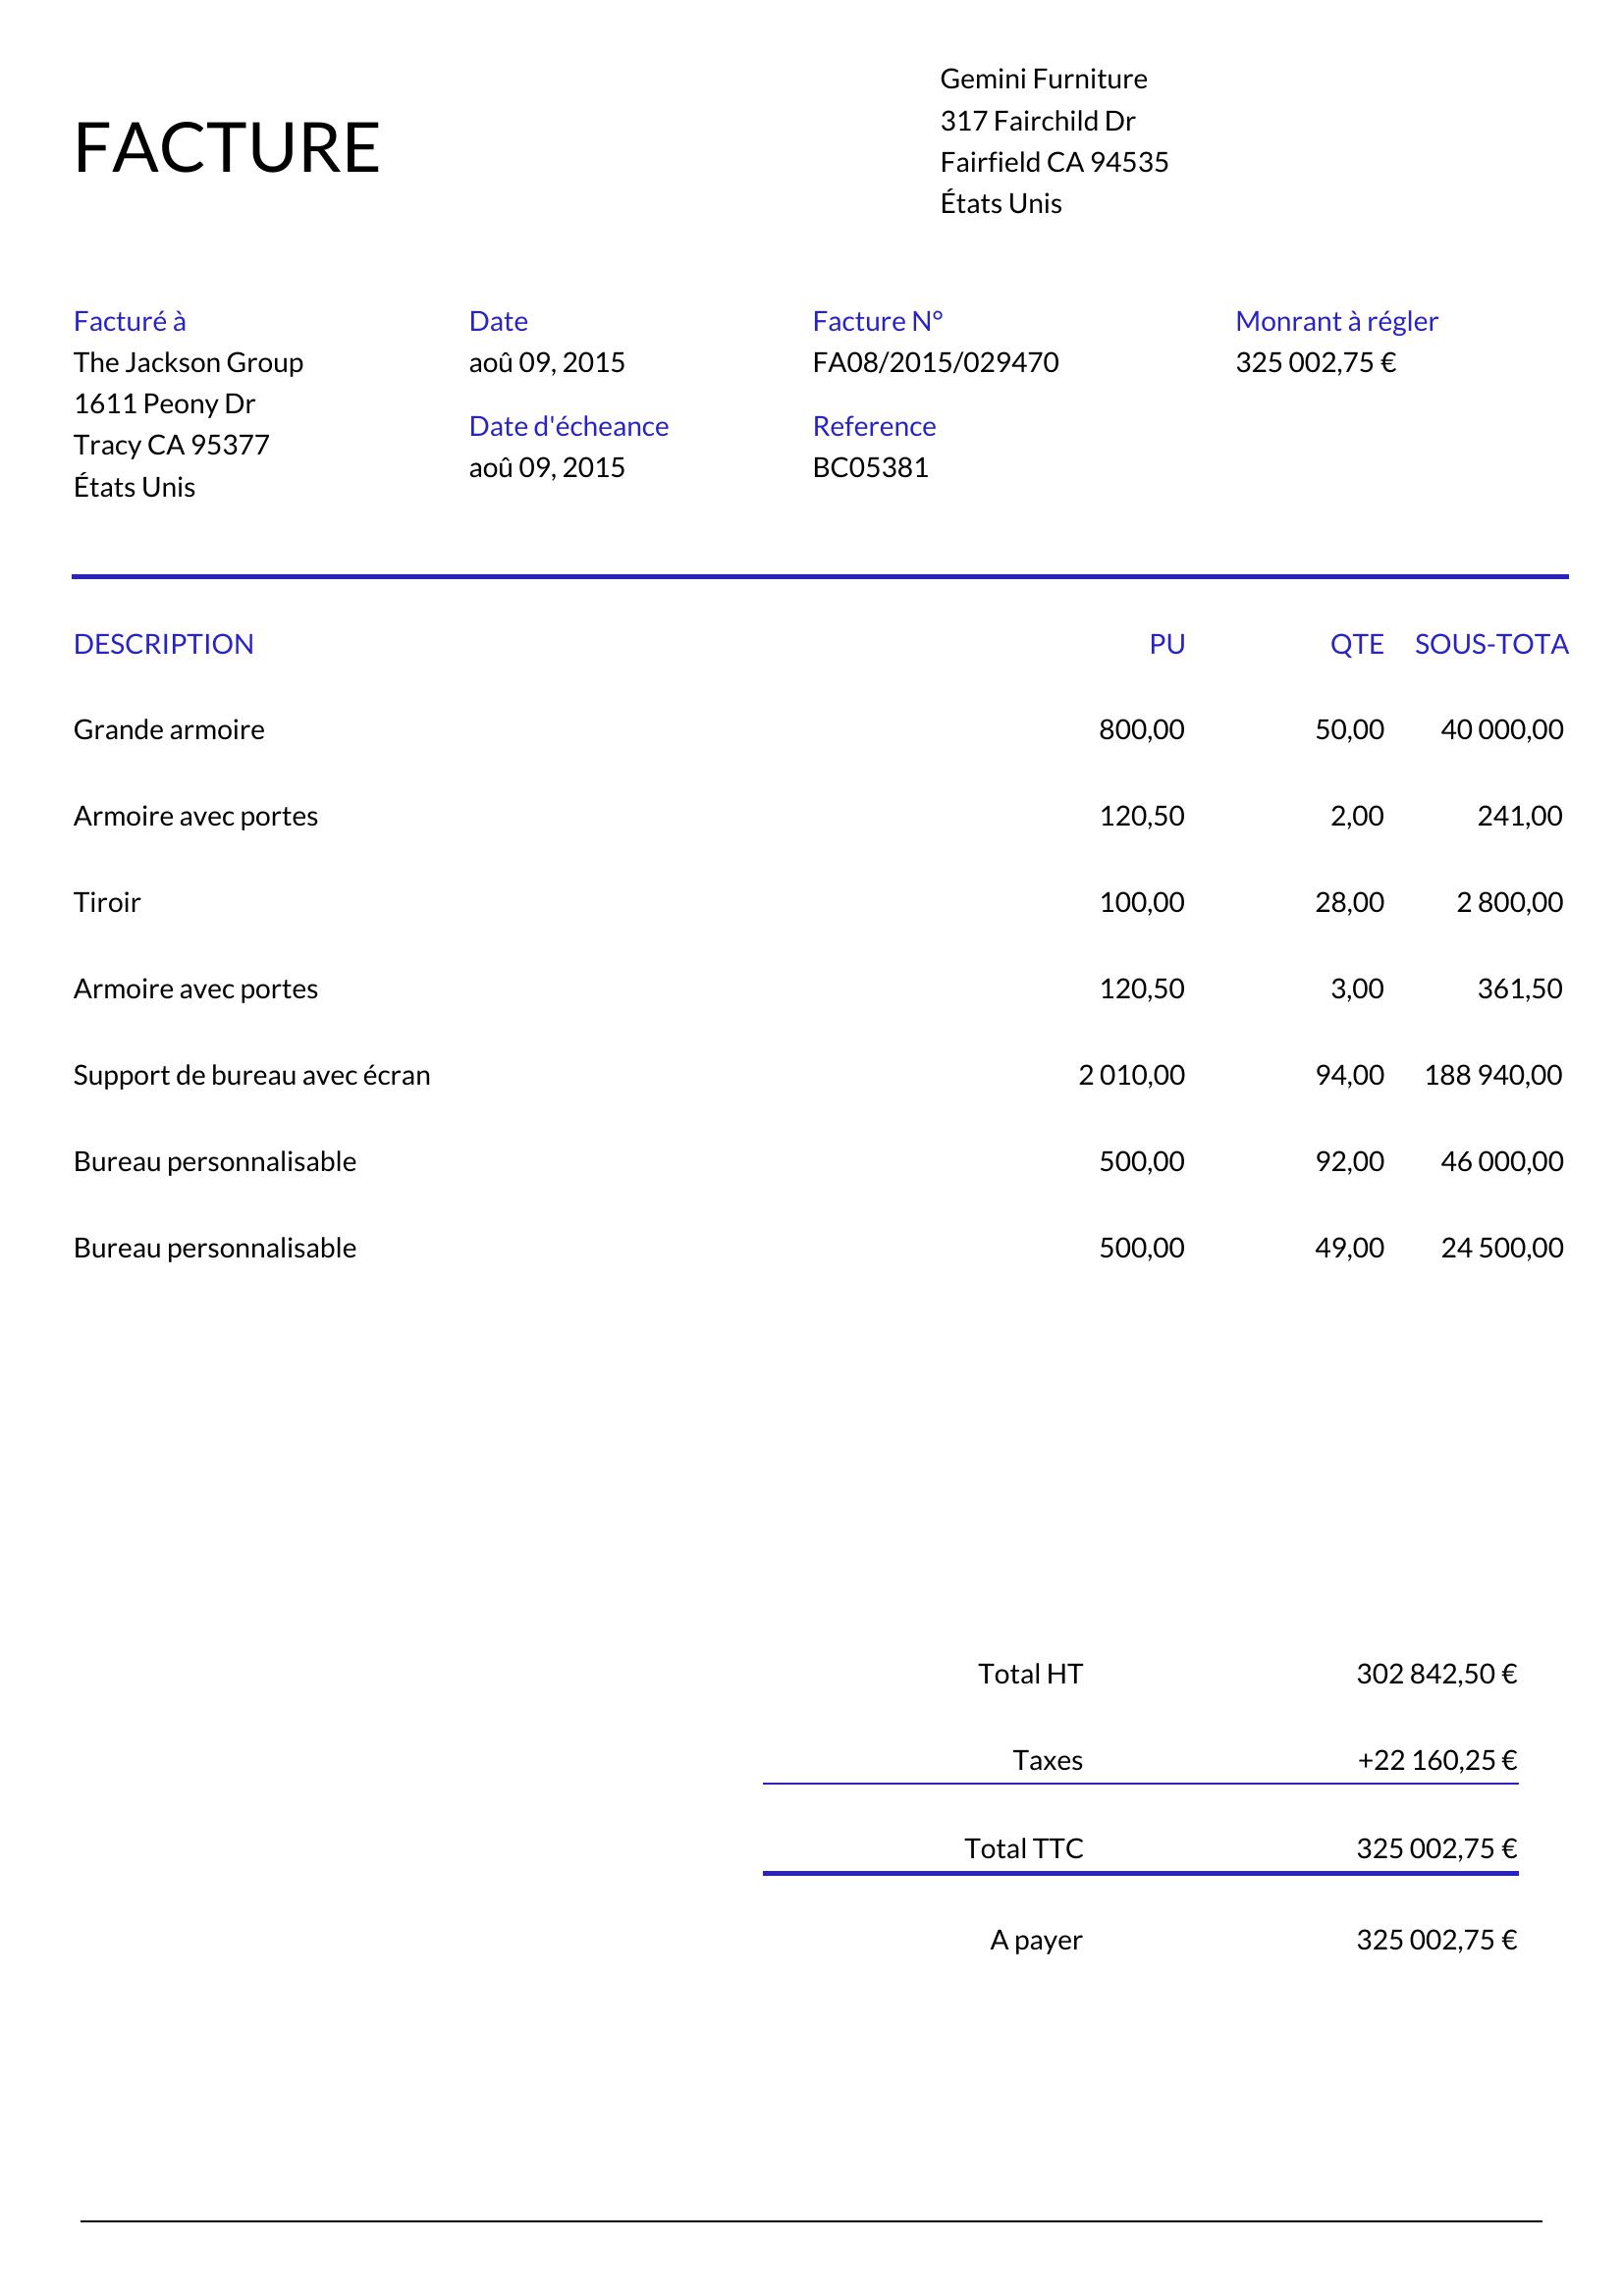 Gemini Furniture
317 Fairchild Dr
Fairfield CA 94535
États Unis
FACTURE
Facturé à
The Jackson Group
1611 Peony Dr
Tracy CA 95377
États Unis
Date
aoû 09, 2015
Date d'écheance
aoû 09, 2015
Facture N°
FA08/2015/029470
Reference
BC05381
Monrant à régler
325 002,75 €
DESCRIPTION PU QTE SOUS-TOTA
Grande armoire 800,00 50,00 40 000,00
Armoire avec portes 120,50 2,00 241,00
Tiroir 100,00 28,00 2 800,00
Armoire avec portes 120,50 3,00 361,50
Support de bureau avec écran 2 010,00 94,00 188 940,00
Bureau personnalisable 500,00 92,00 46 000,00
Bureau personnalisable 500,00 49,00 24 500,00
Total HT 302 842,50 €
Taxes +22 160,25 €
Total TTC 325 002,75 €
A payer 325 002,75 €